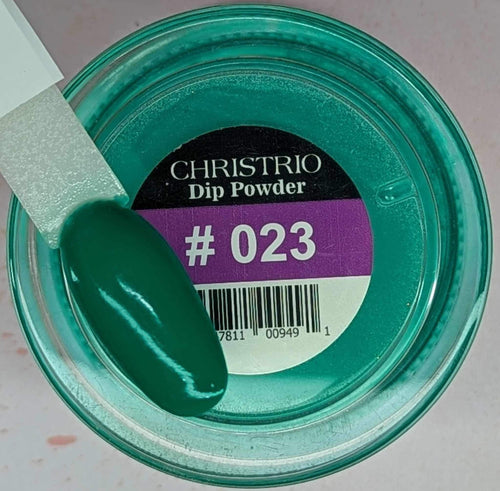 CHRISTRIO
Dip Powder
# 023
7811 00949 1